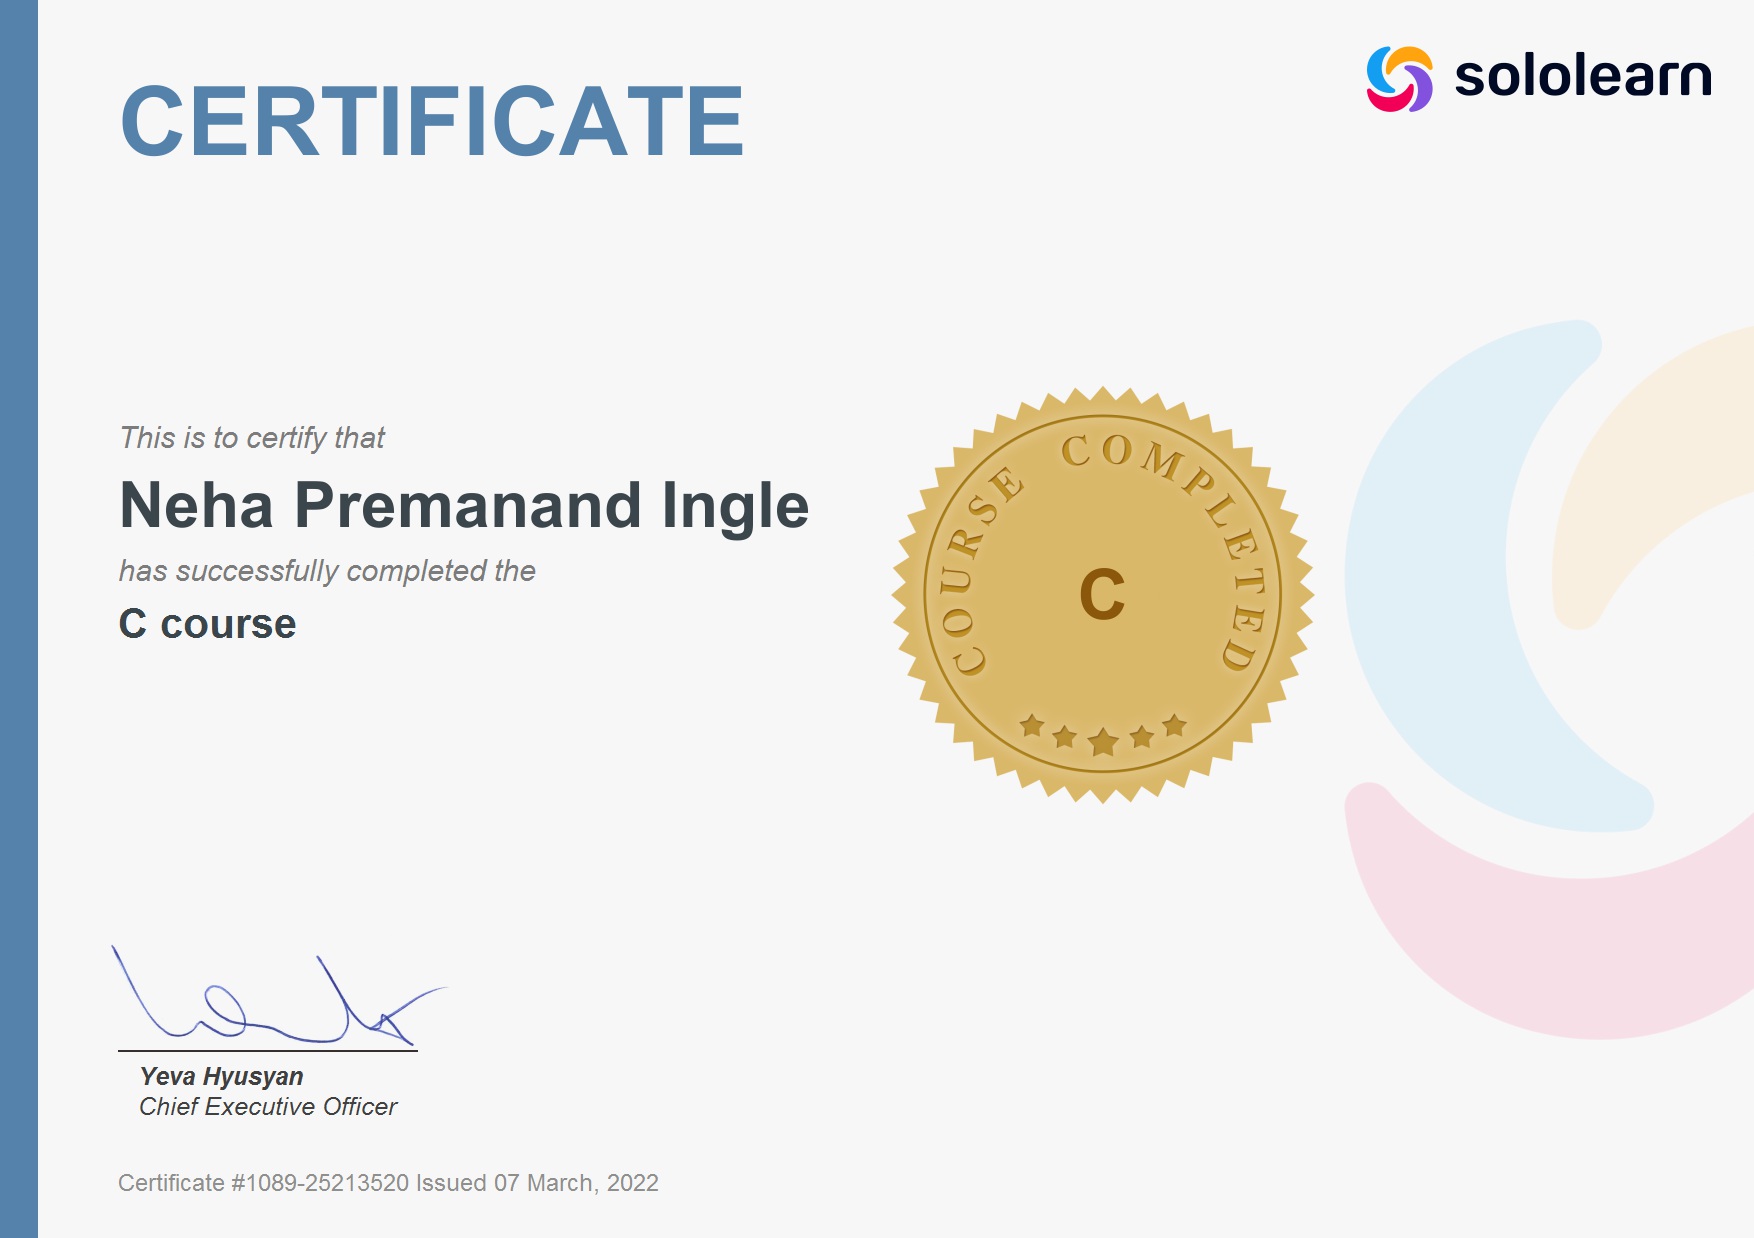 CERTIFICATE
sololearn
This is to certify that
Neha Premanand Ingle
has successfully completed the
C course
COURSE COMPLETED
C
Yeva Hyusyan
Chief Executive Officer
Certificate #1089-25213520 Issued 07 March, 2022